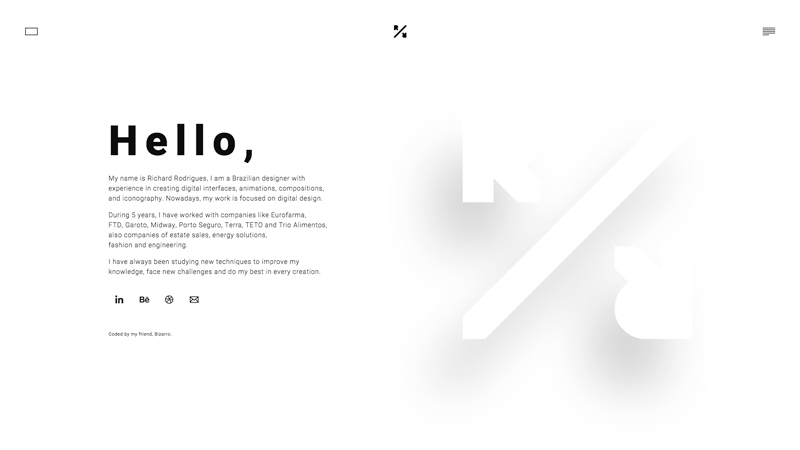 Hello,
My name is Richard Rodrigues, I am a Brazilian designer with
experience in creating digital interfaces, animations, compositions,
and iconography. Nowadays, my work is focused on digital design.
During 5 years, I have worked with companies like Eurofarma,
FTD, Garoto, Midway, Porto Seguro, Terra, TETO and Trio Alimentos,
also companies of estate sales, energy solutions,
fashion and engineering.
I have always been studying new techniques to improve my
knowledge, face new challenges and do my best in every creation.
in Bē
Coded by my friend, Bizarro.